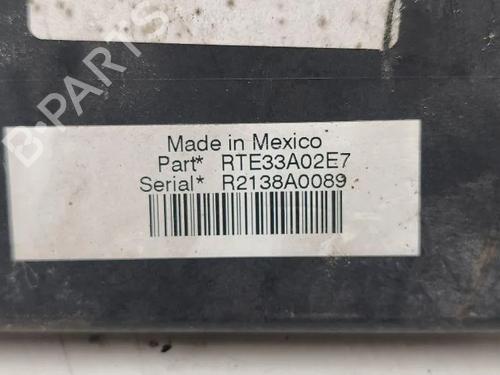 B-PARTS
Made in Mexico
Part* RTE33A02E7
Serial* R2138A0089